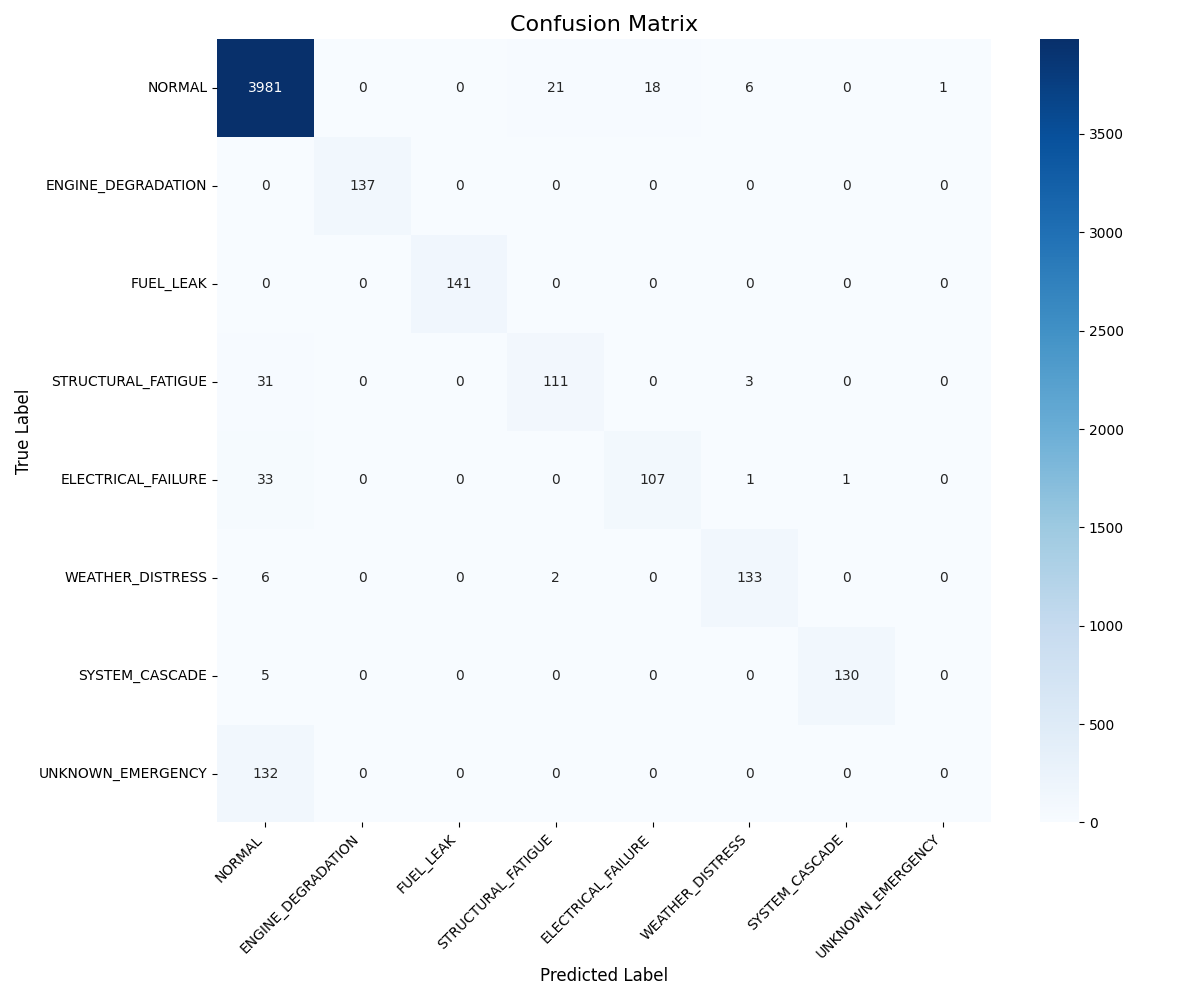 Confusion Matrix
NORMAL 3981 0 0 21 18 6 0 1
ENGINE_DEGRADATION 0 137 0 0 0 0 0 0
FUEL_LEAK 0 0 141 0 0 0 0 0
STRUCTURAL_FATIGUE 31 0 0 111 0 3 0 0
ELECTRICAL_FAILURE 33 0 0 0 107 1 1 0
WEATHER_DISTRESS 6 0 0 2 0 133 0 0
SYSTEM_CASCADE 5 0 0 0 0 0 130 0
UNKNOWN_EMERGENCY 132 0 0 0 0 0 0 0
True Label
NORMAL
ENGINE_DEGRADATION
FUEL_LEAK
STRUCTURAL_FATIGUE
ELECTRICAL_FAILURE
WEATHER_DISTRESS
SYSTEM_CASCADE
UNKNOWN_EMERGENCY
Predicted Label
3500
3000
2500
2000
1500
1000
500
0